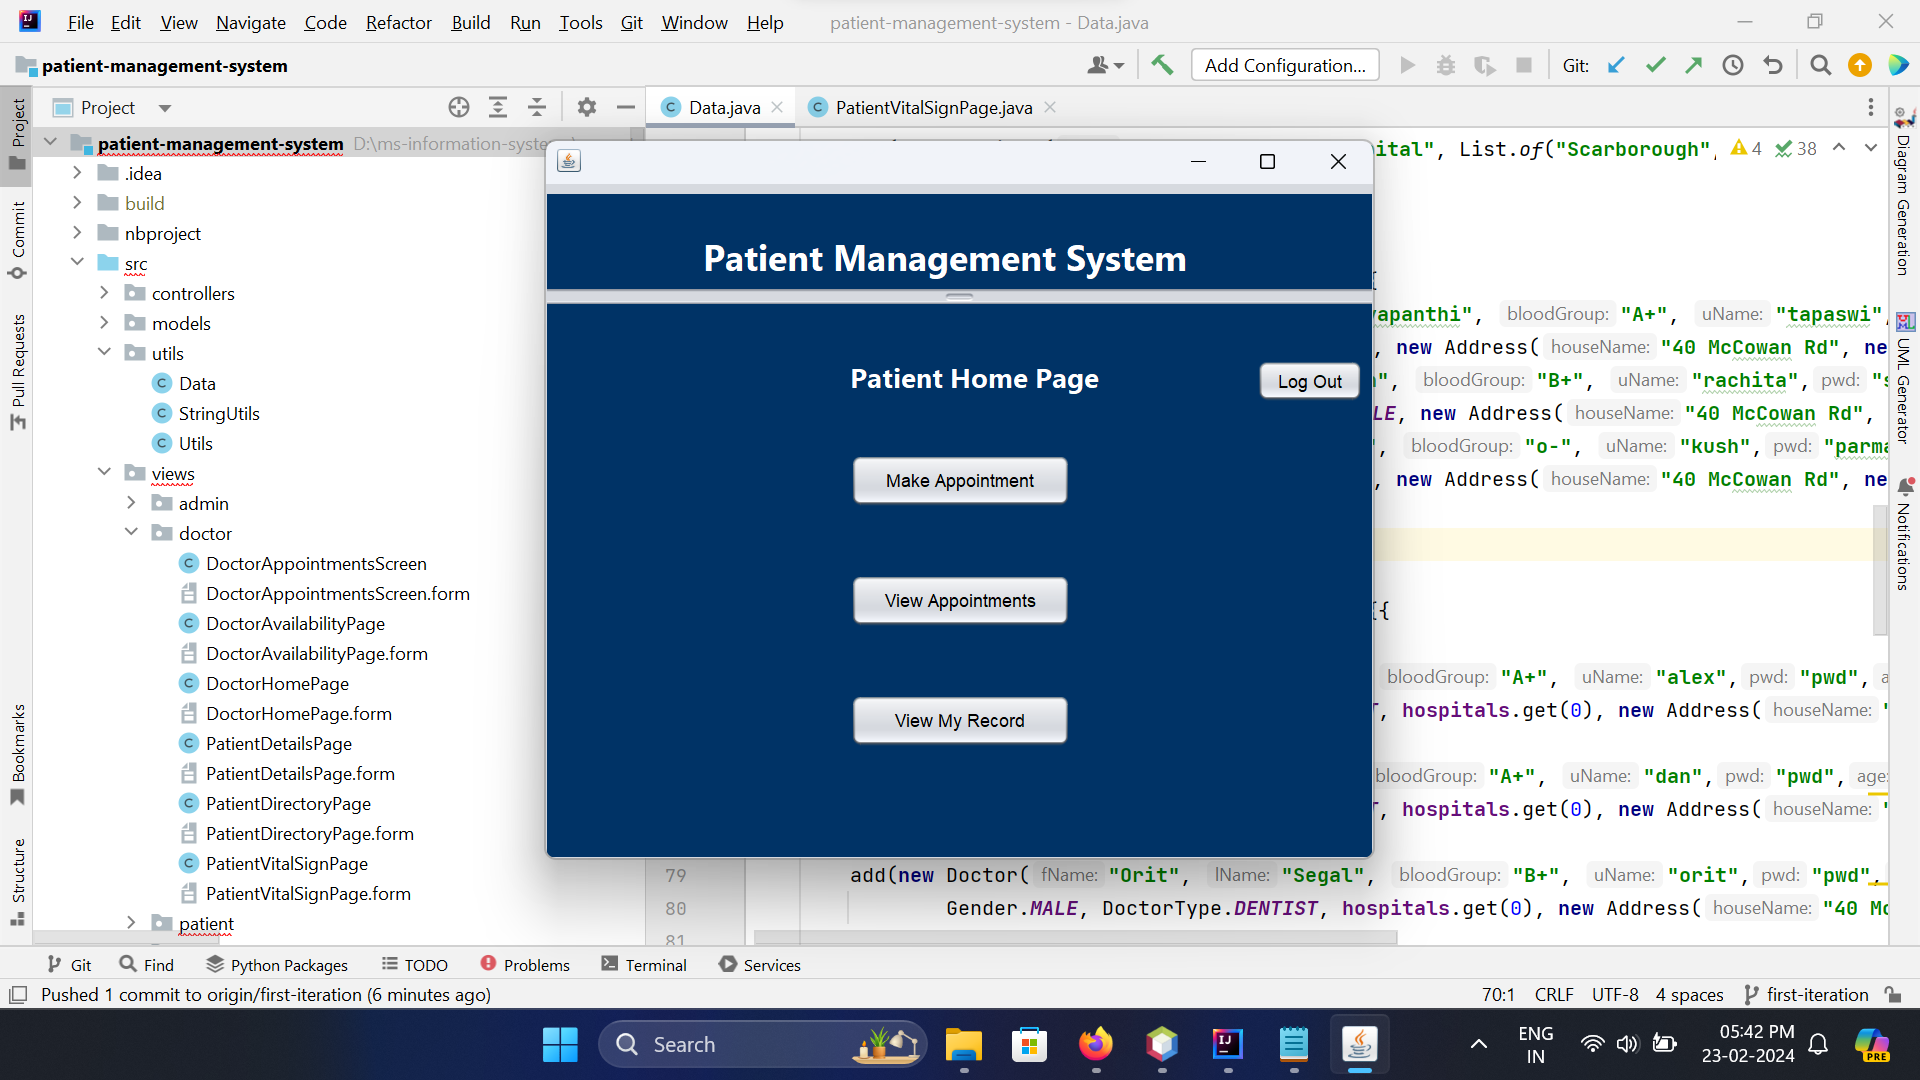 File Edit View Navigate Code Refactor Build Run Tools Git Window Help patient-management-system - Data.java
patient-management-system Add Configuration... Git:
Project Data.java PatientVitalSignPage.java
patient-management-system D:\ms-information-syste
.idea
build
nbproject
src
controllers
models
utils
Data
StringUtils
Utils
views
admin
doctor
DoctorAppointmentsScreen
DoctorAppointmentsScreen.form
DoctorAvailabilityPage
DoctorAvailabilityPage.form
DoctorHomePage
DoctorHomePage.form
PatientDetailsPage
PatientDetailsPage.form
PatientDirectoryPage
PatientDirectoryPage.form
PatientVitalSignPage
PatientVitalSignPage.form
patient
Project
Commit
Pull Requests
Bookmarks
Structure
Patient Management System
Patient Home Page
Log Out
Make Appointment
View Appointments
View My Record
ital", List.of("Scarborough", 4 38
{
yapanthi", bloodGroup: "A+", uName: "tapaswi",
, new Address( houseName: "40 McCowan Rd", ne
", bloodGroup: "B+", uName: "rachita", pwd: "s
LE, new Address( houseName: "40 McCowan Rd",
", bloodGroup: "o-", uName: "kush", pwd: "parma
, new Address( houseName: "40 McCowan Rd", ne
{{
bloodGroup: "A+", uName: "alex", pwd: "pwd", a
, hospitals.get(0), new Address( houseName: "
bloodGroup: "A+", uName: "dan", pwd: "pwd", age:
, hospitals.get(0), new Address( houseName: "
79 add(new Doctor( fName: "Orit", lName: "Segal", bloodGroup: "B+", uName: "orit", pwd: "pwd",
80 Gender.MALE, DoctorType.DENTIST, hospitals.get(0), new Address( houseName: "40 Mc
81
Diagram Generation
UML Generator
Notifications
Git Find Python Packages TODO Problems Terminal Services
Pushed 1 commit to origin/first-iteration (6 minutes ago) 70:1 CRLF UTF-8 4 spaces first-iteration
Search ENG IN 05:42 PM 23-02-2024 PRE